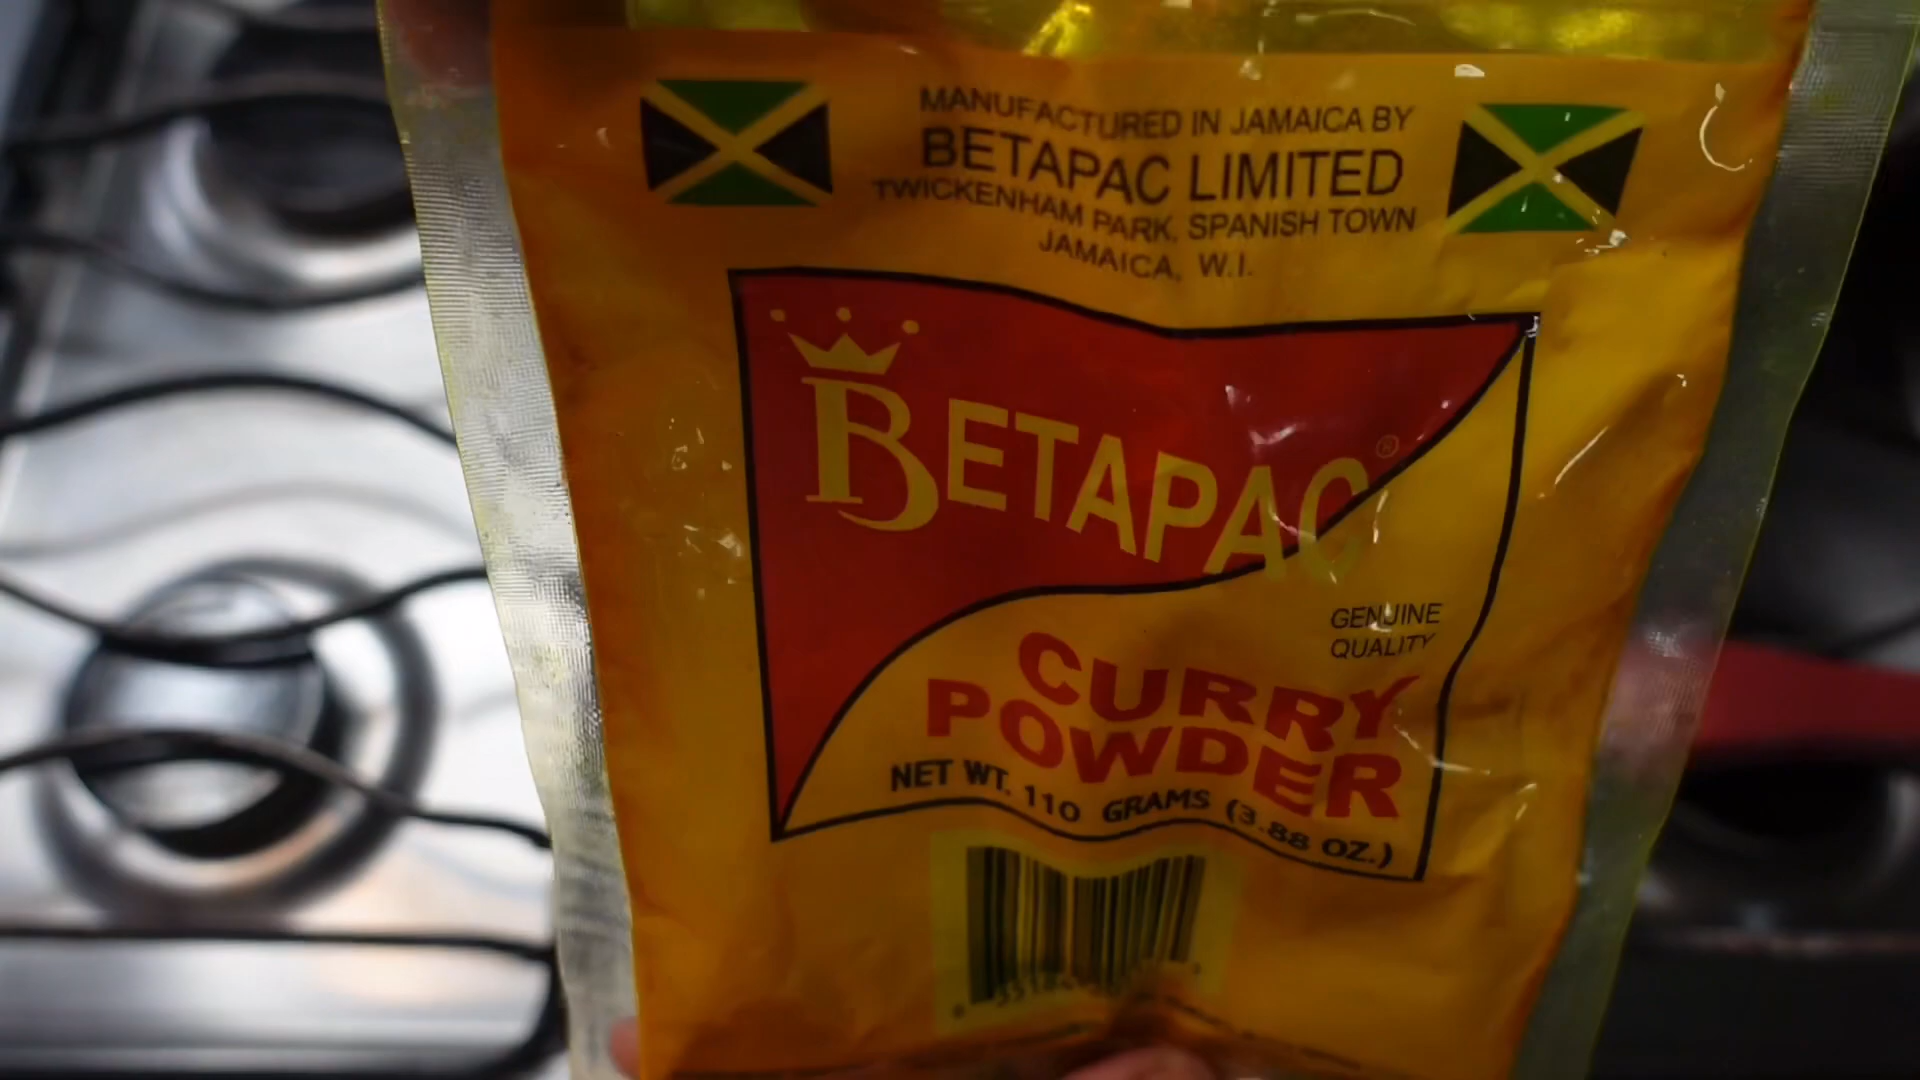 MANUFACTURED IN JAMAICA BY
BETAPAC LIMITED
TWICKENHAM PARK, SPANISH TOWN
JAMAICA, W.I.
BETAPAC®
GENUINE
QUALITY
CURRY
POWDER
NET WT. 110 GRAMS (3.88 OZ.)